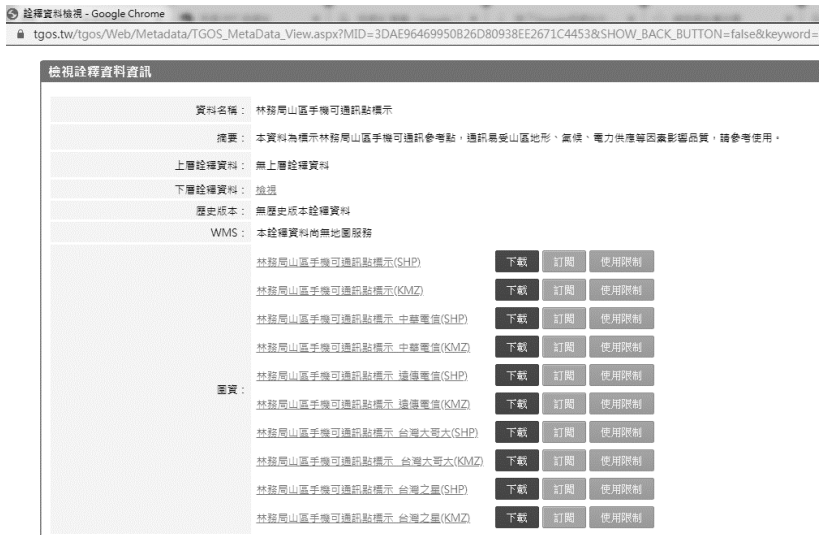 詮釋資料檢視 - Google Chrome
tgos.tw/tgos/Web/Metadata/TGOS_MetaData_View.aspx?MID=3DAE96469950B26D80938EE2671C4453&SHOW_BACK_BUTTON=false&keyword=
檢視詮釋資料資訊
資料名稱： 林務局山區手機可通訊點標示
摘要： 本資料為標示林務局山區手機可通訊參考點，通訊易受山區地形、氣候、電力供應等因素影響品質，請參考使用。
上層詮釋資料： 無上層詮釋資料
下層詮釋資料： 檢視
歷史版本： 無歷史版本詮釋資料
WMS： 本詮釋資料尚無地圖服務
圖資：
林務局山區手機可通訊點標示(SHP) 下載 訂閱 使用限制
林務局山區手機可通訊點標示(KMZ) 下載 訂閱 使用限制
林務局山區手機可通訊點標示_中華電信(SHP) 下載 訂閱 使用限制
林務局山區手機可通訊點標示_中華電信(KMZ) 下載 訂閱 使用限制
林務局山區手機可通訊點標示_遠傳電信(SHP) 下載 訂閱 使用限制
林務局山區手機可通訊點標示_遠傳電信(KMZ) 下載 訂閱 使用限制
林務局山區手機可通訊點標示_台灣大哥大(SHP) 下載 訂閱 使用限制
林務局山區手機可通訊點標示_台灣大哥大(KMZ) 下載 訂閱 使用限制
林務局山區手機可通訊點標示_台灣之星(SHP) 下載 訂閱 使用限制
林務局山區手機可通訊點標示_台灣之星(KMZ) 下載 訂閱 使用限制